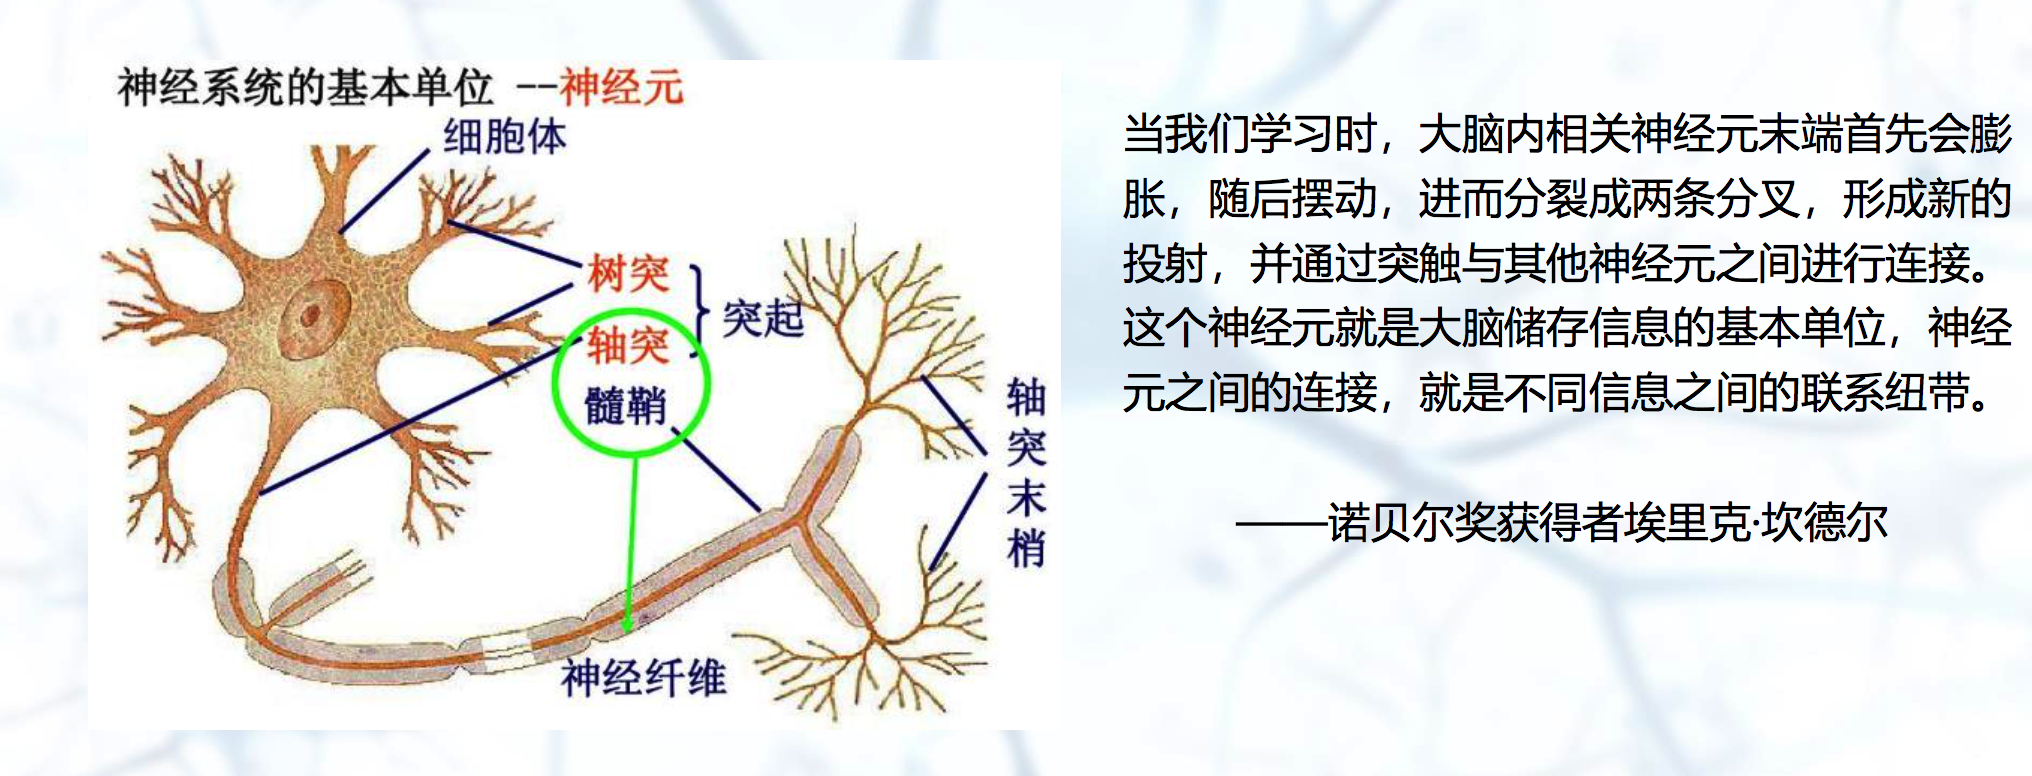 神经系统的基本单位 --神经元
细胞体
树突
轴突
突起
髓鞘
轴突末梢
神经纤维
当我们学习时，大脑内相关神经元末端首先会膨
胀，随后摆动，进而分裂成两条分叉，形成新的
投射，并通过突触与其他神经元之间进行连接。
这个神经元就是大脑储存信息的基本单位，神经
元之间的连接，就是不同信息之间的联系纽带。
——诺贝尔奖获得者埃里克·坎德尔